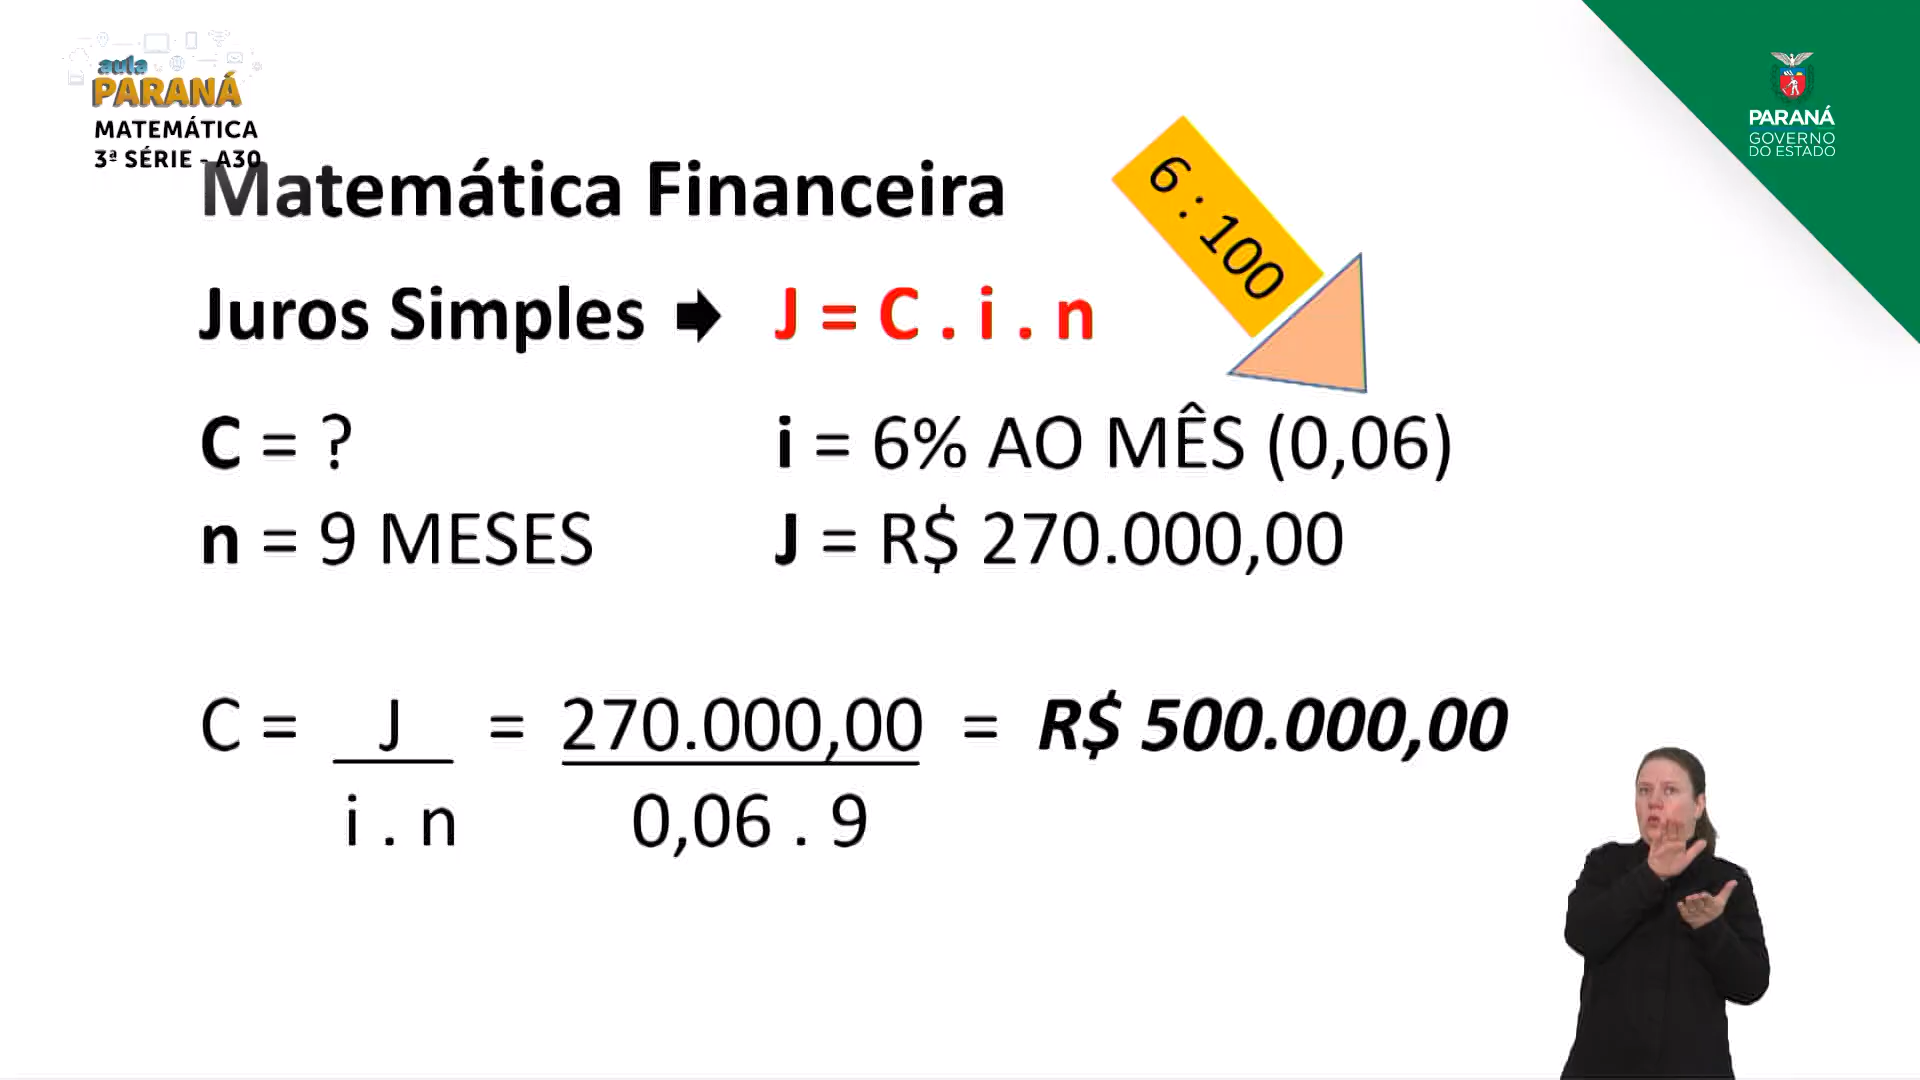 aula
PARANÁ
MATEMÁTICA
3ª SÉRIE - A30
PARANÁ
GOVERNO
DO ESTADO
Matemática Financeira
6 : 100
Juros Simples ➡ J = C . i . n
C = ? i = 6% AO MÊS (0,06)
n = 9 MESES J = R$ 270.000,00
C = J = 270.000,00 = R$ 500.000,00
i . n 0,06 . 9